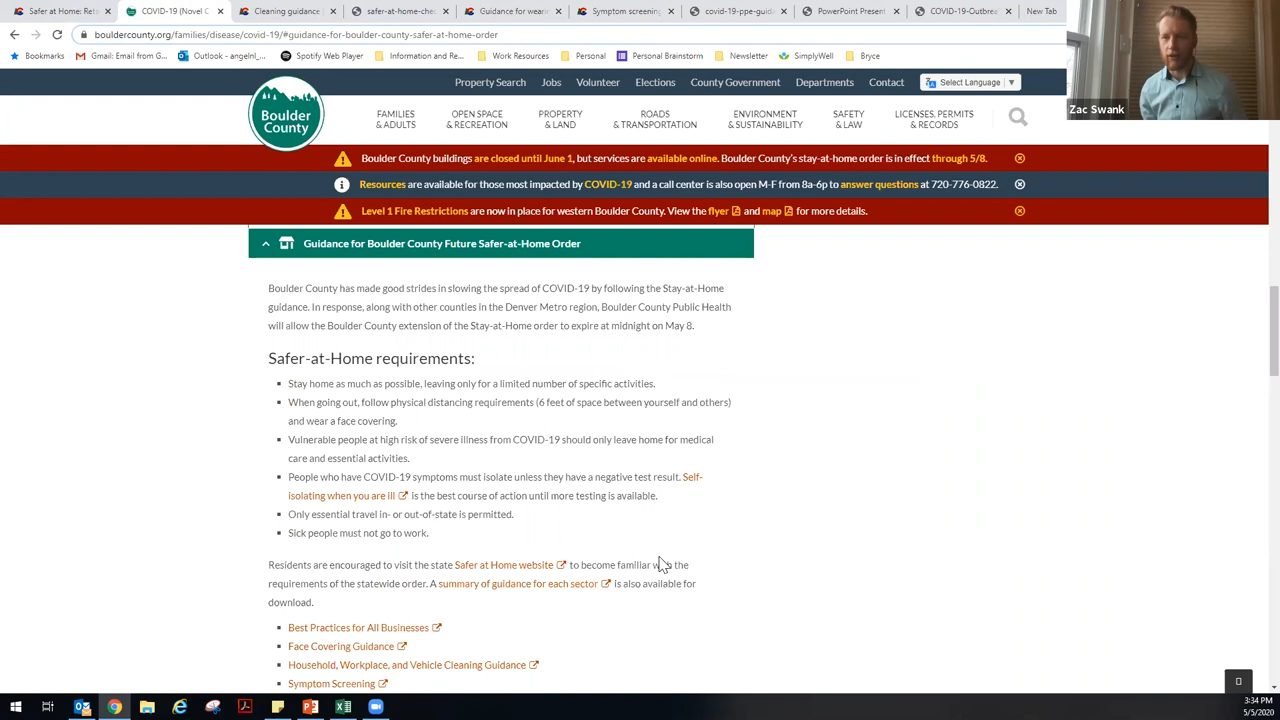 Safer at Home: Reta
COVID-19 (Novel C
Cleaning guidance
safer-at-home-che
Guidance for wear
Symptom screening
covid-19-ppe-guid
PowerPoint Present
COVID-19-Outbrea
New Tab
bouldercounty.org/families/disease/covid-19/#guidance-for-boulder-county-safer-at-home-order
Bookmarks
Gmail: Email from G...
Outlook - angelnl_...
Spotify Web Player
Information and Re...
Work Resources
Personal
Personal Brainstorm
Newsletter
SimplyWell
Bryce
Zac Swank
Property Search
Jobs
Volunteer
Elections
County Government
Departments
Contact
Select Language ▼
Boulder
County
FAMILIES
& ADULTS
OPEN SPACE
& RECREATION
PROPERTY
& LAND
ROADS
& TRANSPORTATION
ENVIRONMENT
& SUSTAINABILITY
SAFETY
& LAW
LICENSES, PERMITS
& RECORDS
Boulder County buildings are closed until June 1, but services are available online. Boulder County's stay-at-home order is in effect through 5/8.
Resources are available for those most impacted by COVID-19 and a call center is also open M-F from 8a-6p to answer questions at 720-776-0822.
Level 1 Fire Restrictions are now in place for western Boulder County. View the flyer and map for more details.
Guidance for Boulder County Future Safer-at-Home Order
Boulder County has made good strides in slowing the spread of COVID-19 by following the Stay-at-Home
guidance. In response, along with other counties in the Denver Metro region, Boulder County Public Health
will allow the Boulder County extension of the Stay-at-Home order to expire at midnight on May 8.
Safer-at-Home requirements:
Stay home as much as possible, leaving only for a limited number of specific activities.
When going out, follow physical distancing requirements (6 feet of space between yourself and others)
and wear a face covering.
Vulnerable people at high risk of severe illness from COVID-19 should only leave home for medical
care and essential activities.
People who have COVID-19 symptoms must isolate unless they have a negative test result. Self-
isolating when you are ill is the best course of action until more testing is available.
Only essential travel in- or out-of-state is permitted.
Sick people must not go to work.
Residents are encouraged to visit the state Safer at Home website to become familiar with the
requirements of the statewide order. A summary of guidance for each sector is also available for
download.
Best Practices for All Businesses
Face Covering Guidance
Household, Workplace, and Vehicle Cleaning Guidance
Symptom Screening
3:34 PM
5/5/2020